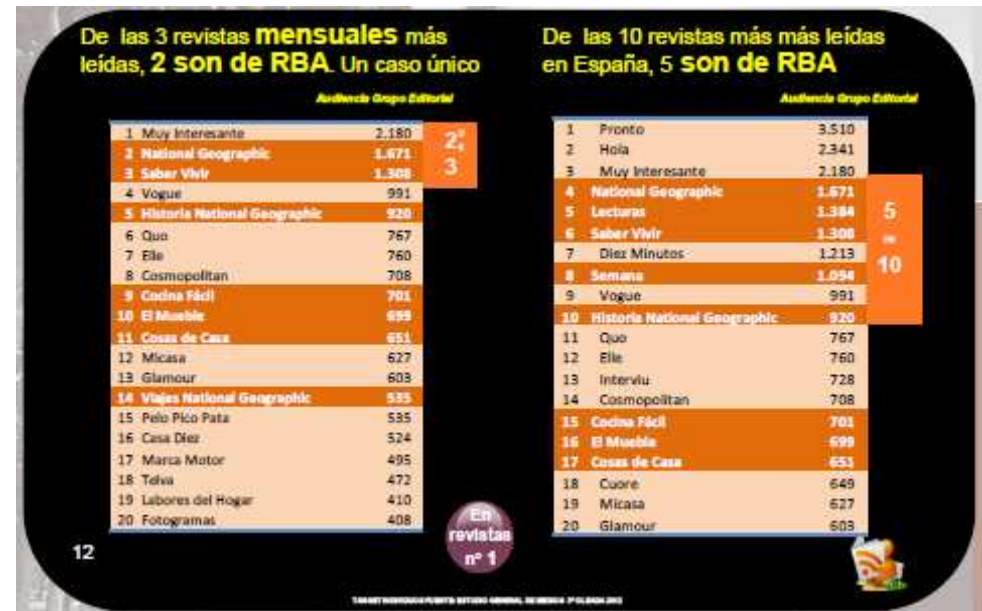 De las 3 revistas mensuales más
leídas, 2 son de RBA. Un caso único
Audiencia Grupo Editorial
1 Muy Interesante 2.180
2 National Geographic 1.671
3 Saber Vivir 1.308
4 Vogue 991
5 Historia National Geographic 920
6 Quo 767
7 Elle 760
8 Cosmopolitan 708
9 Cocina Fácil 701
10 El Mueble 699
11 Cosas de Casa 651
12 Micasa 627
13 Glamour 603
14 Viajes National Geographic 535
15 Pelo Pico Pata 535
16 Casa Diez 524
17 Marca Motor 495
18 Telva 472
19 Labores del Hogar 410
20 Fotogramas 408
2
3
De las 10 revistas más más leídas
en España, 5 son de RBA
Audiencia Grupo Editorial
1 Pronto 3.510
2 Hola 2.341
3 Muy Interesante 2.180
4 National Geographic 1.671
5 Lecturas 1.384
6 Saber Vivir 1.308
7 Diez Minutos 1.213
8 Semana 1.094
9 Vogue 991
10 Historia National Geographic 920
11 Quo 767
12 Elle 760
13 Interviu 728
14 Cosmopolitan 708
15 Cocina Fácil 701
16 El Mueble 699
17 Cosas de Casa 651
18 Cuore 649
19 Micasa 627
20 Glamour 603
5
10
En
revistas
nº 1
12